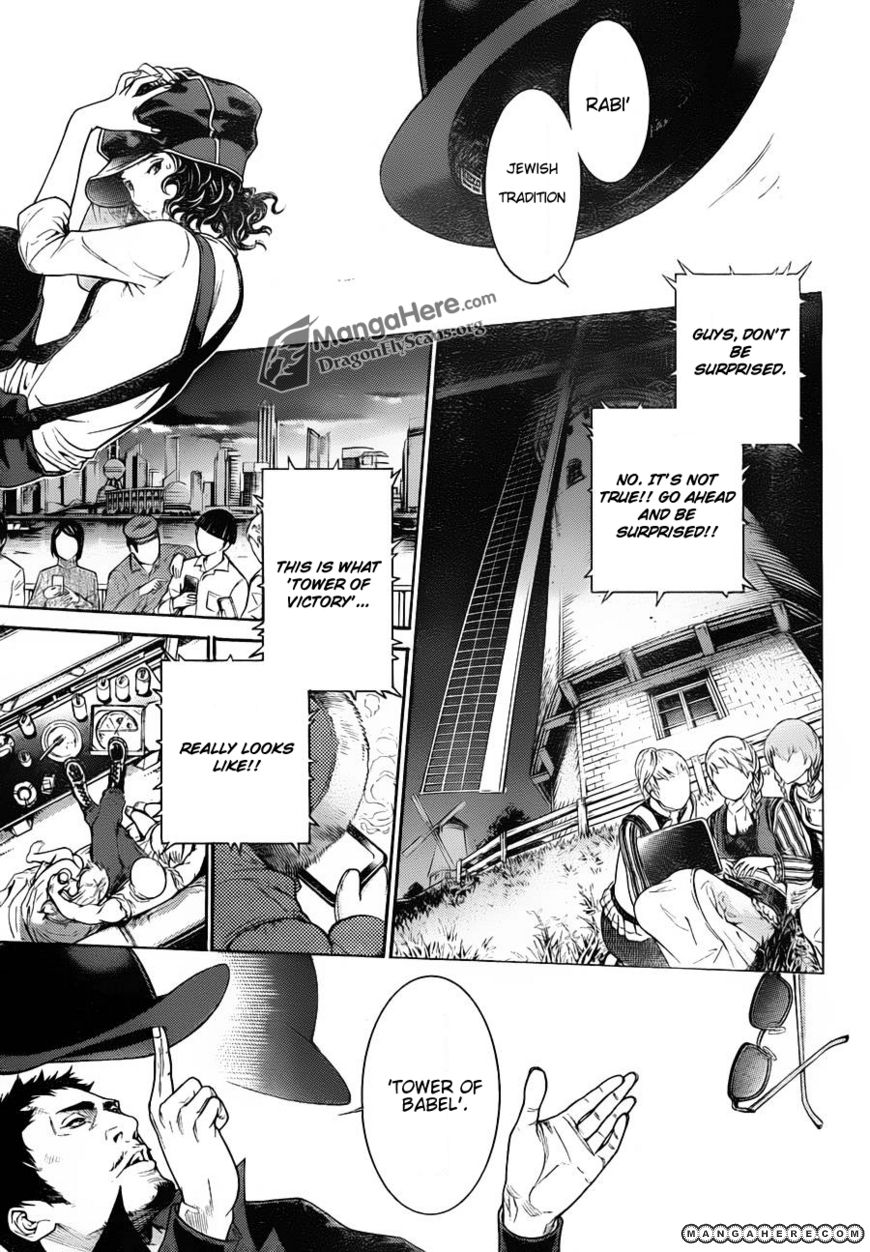 RABI'
JEWISH
TRADITION
MangaHere.com
DragonFlyScans.org
GUYS, DON'T
BE
SURPRISED.
NO. IT'S NOT
TRUE!! GO AHEAD
AND BE
SURPRISED!!
THIS IS WHAT
'TOWER OF
VICTORY'...
REALLY LOOKS
LIKE!!
'TOWER OF
BABEL'.
MANGAHERE.COM